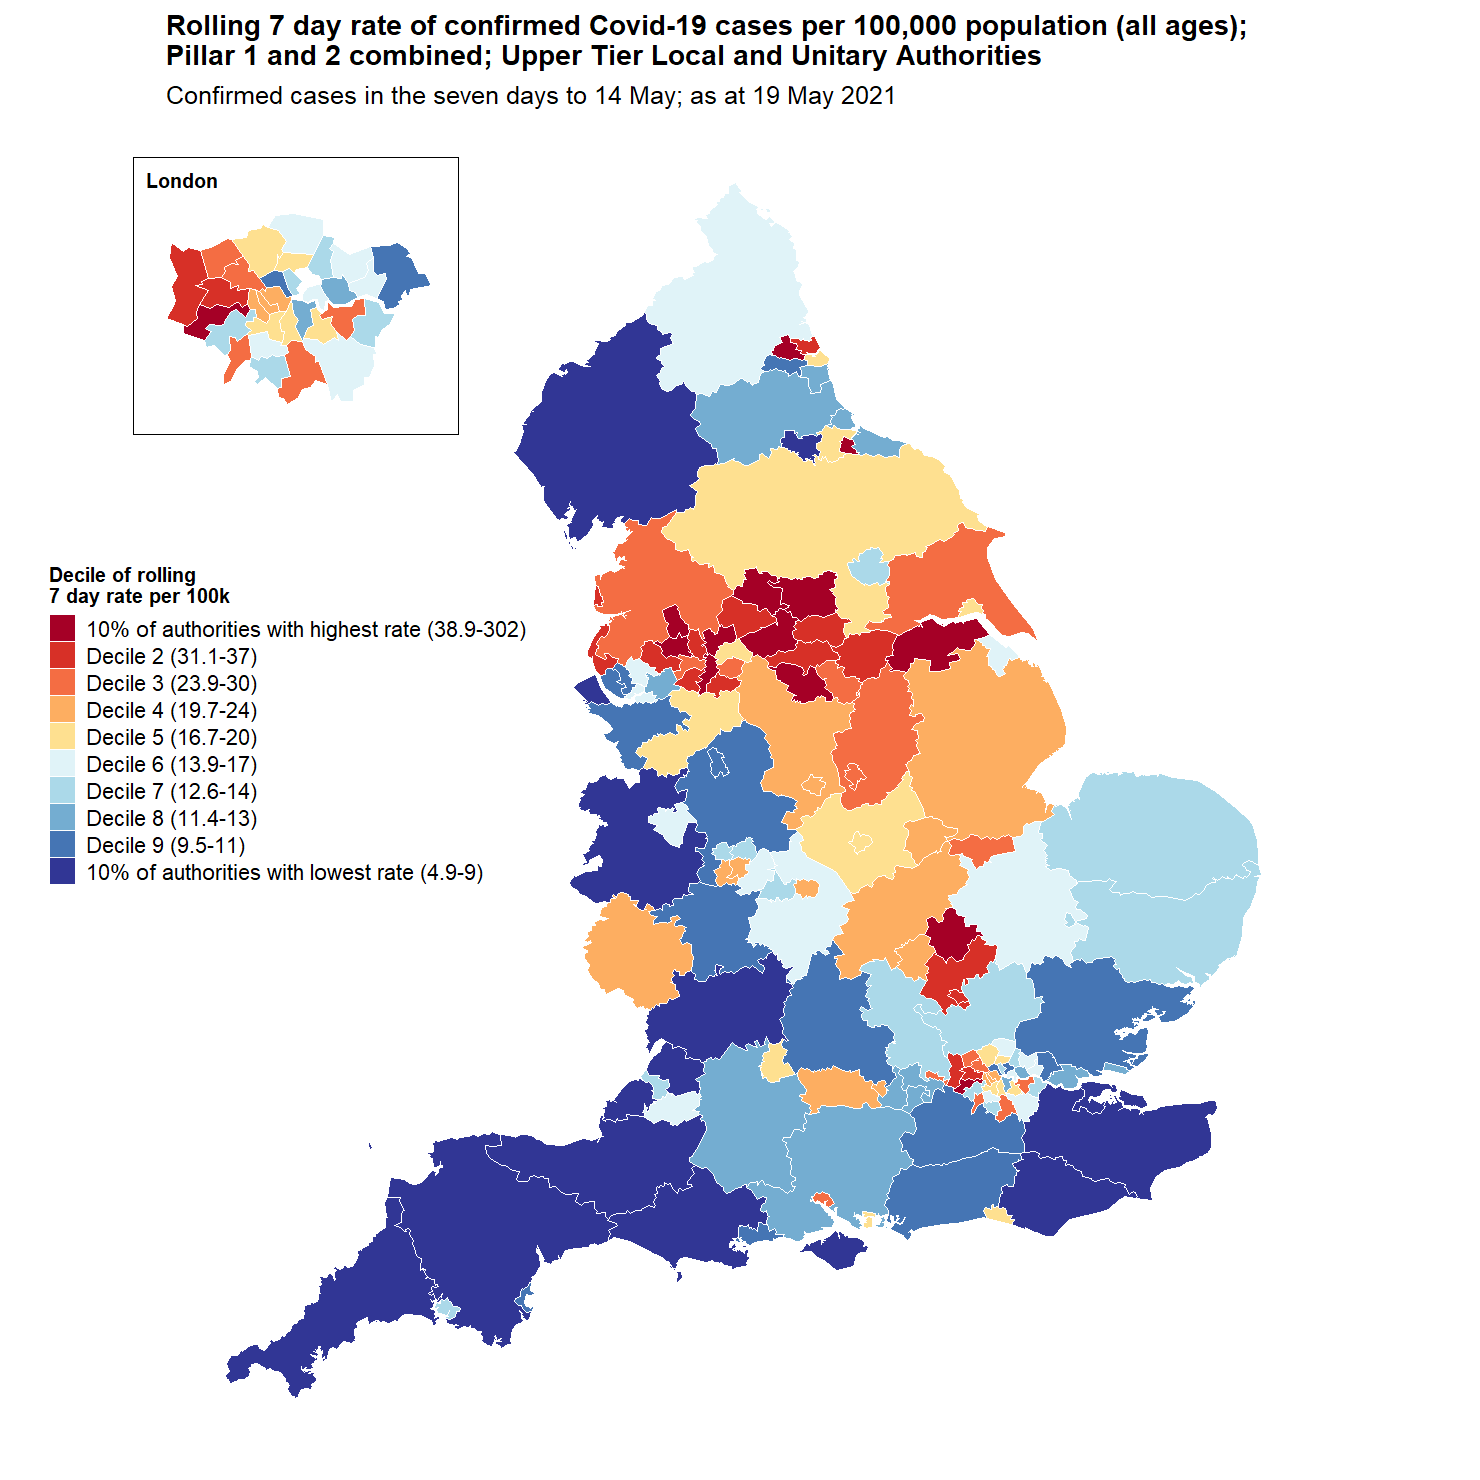 Rolling 7 day rate of confirmed Covid-19 cases per 100,000 population (all ages);
Pillar 1 and 2 combined; Upper Tier Local and Unitary Authorities
Confirmed cases in the seven days to 14 May; as at 19 May 2021
London
Decile of rolling
7 day rate per 100k
10% of authorities with highest rate (38.9-302)
Decile 2 (31.1-37)
Decile 3 (23.9-30)
Decile 4 (19.7-24)
Decile 5 (16.7-20)
Decile 6 (13.9-17)
Decile 7 (12.6-14)
Decile 8 (11.4-13)
Decile 9 (9.5-11)
10% of authorities with lowest rate (4.9-9)